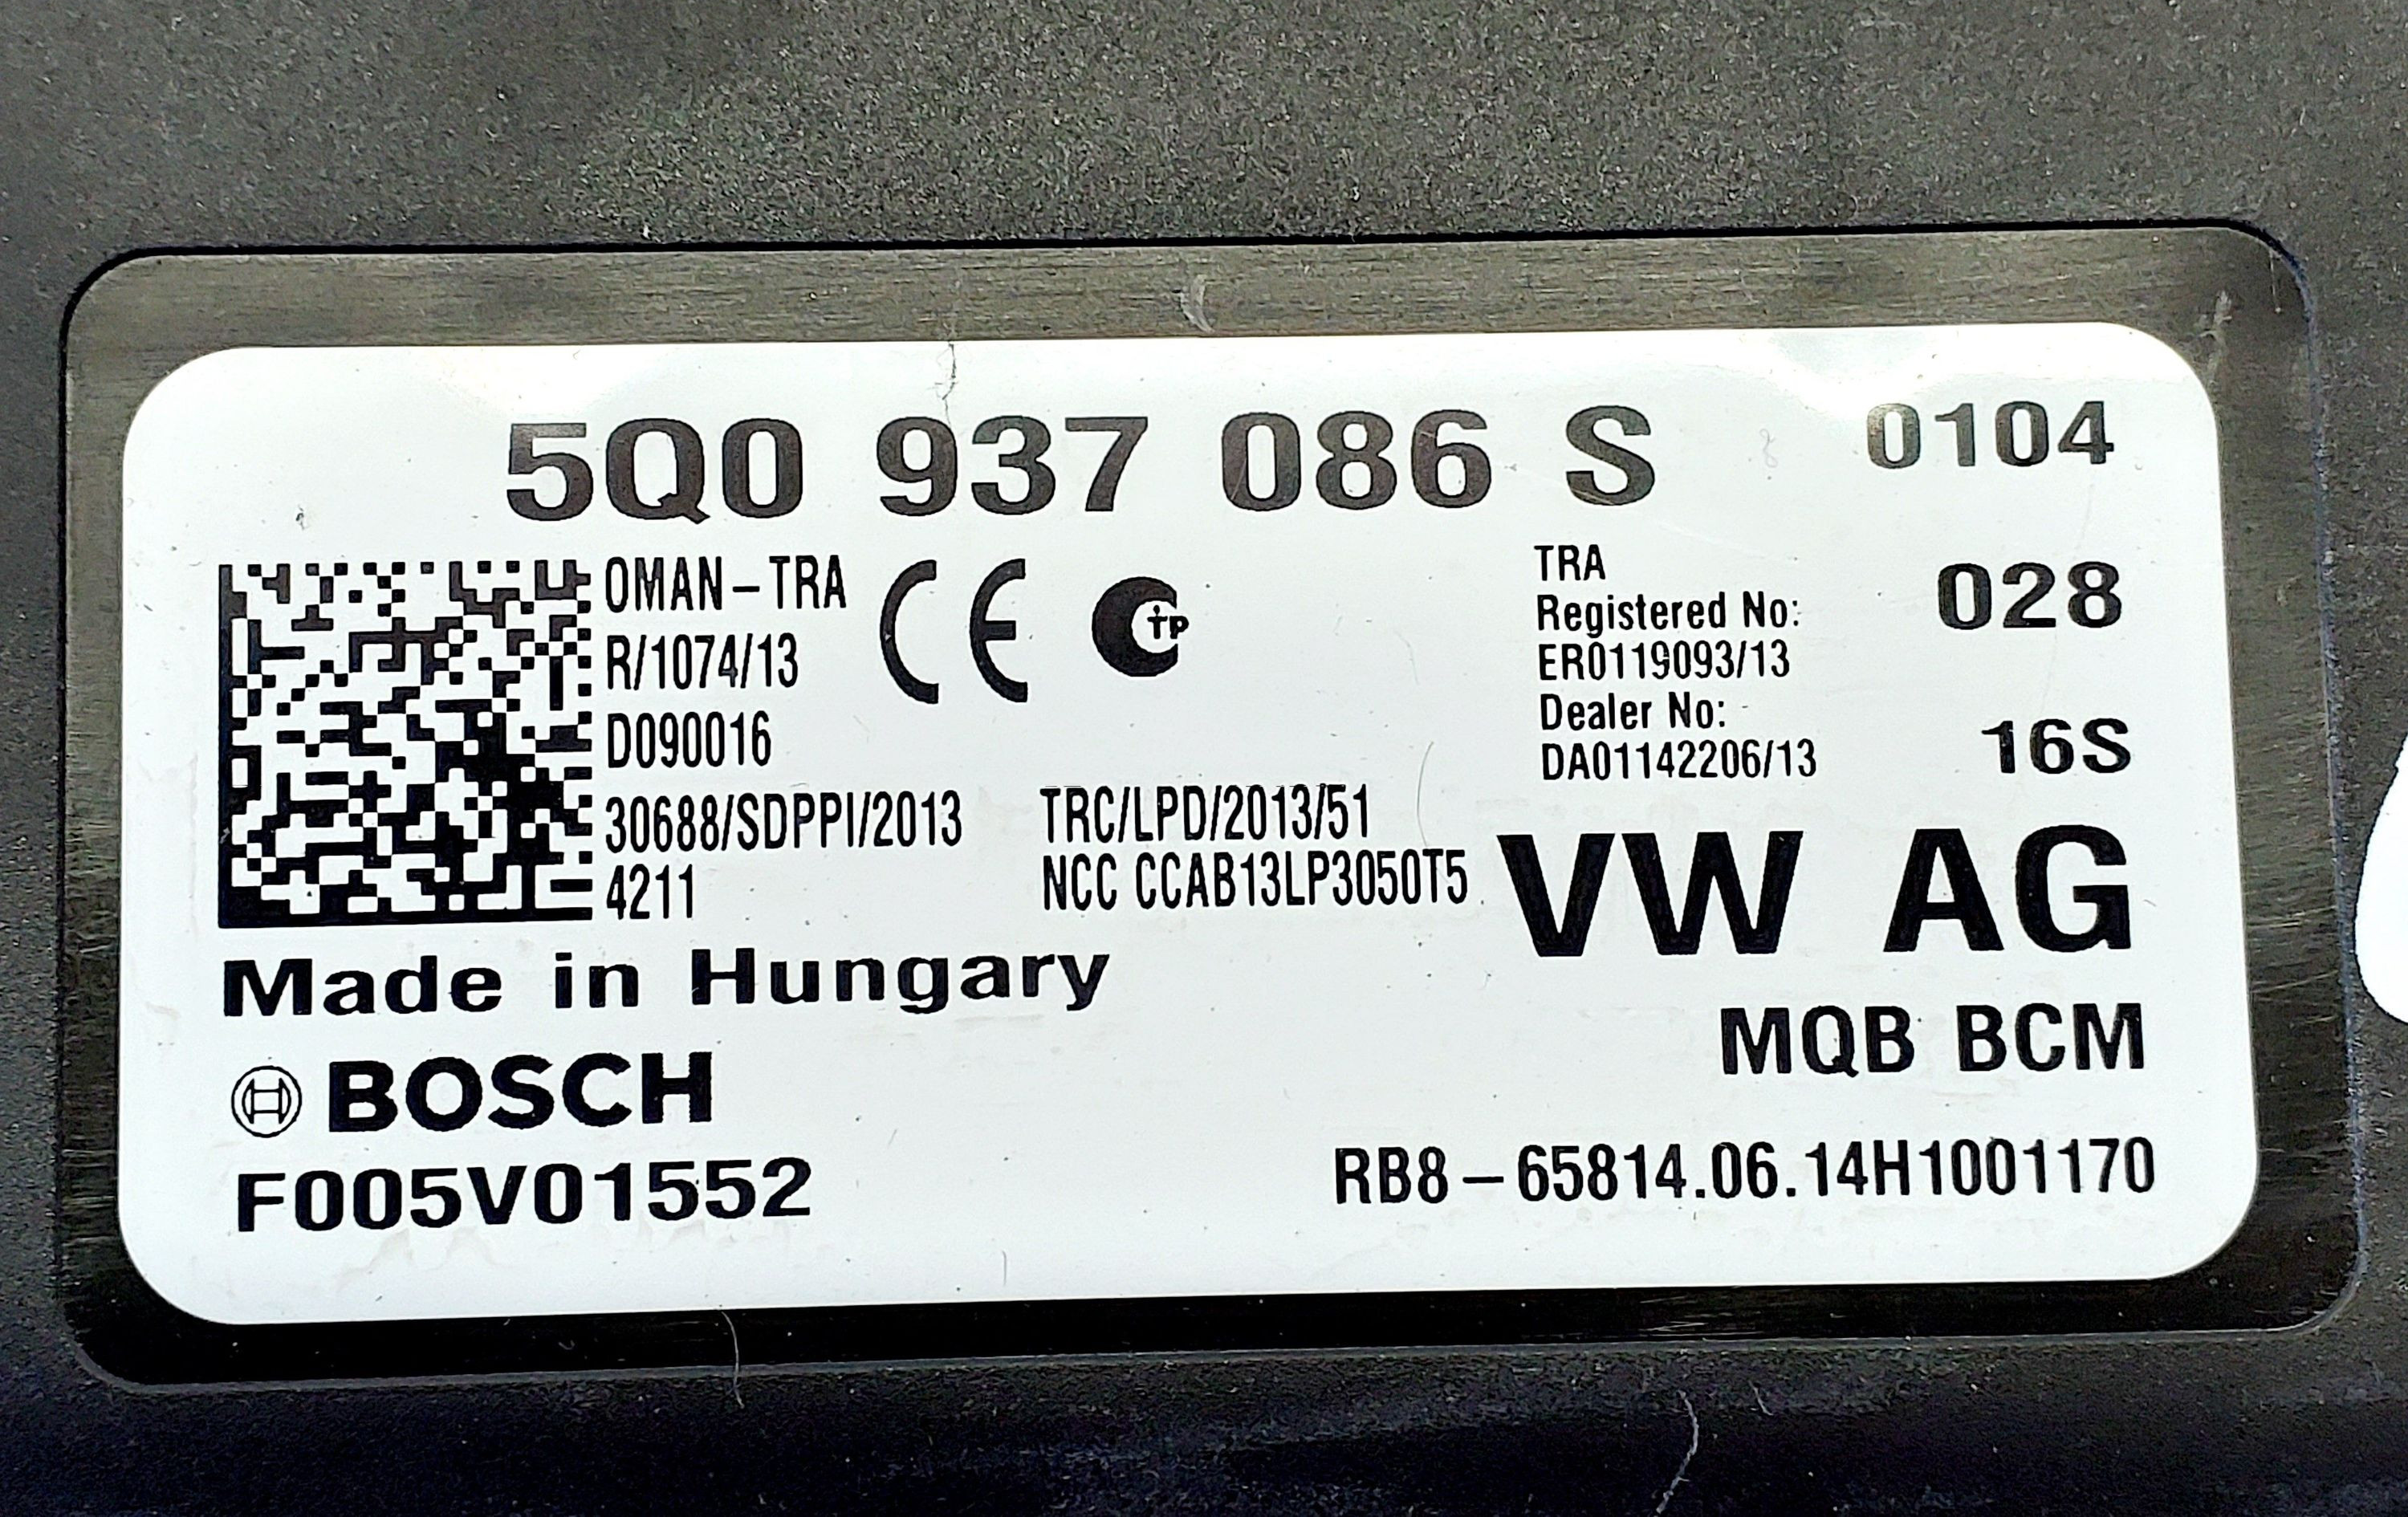 5Q0 937 086 S 0104
OMAN-TRA
R/1074/13
D090016
30688/SDPPI/2013
4211
CE
TP
TRC/LPD/2013/51
NCC CCAB13LP3050T5
TRA
Registered No:
ER0119093/13
Dealer No:
DA01142206/13
028
16S
VW AG
MQB BCM
Made in Hungary
BOSCH
F005V01552
RB8-65814.06.14H1001170